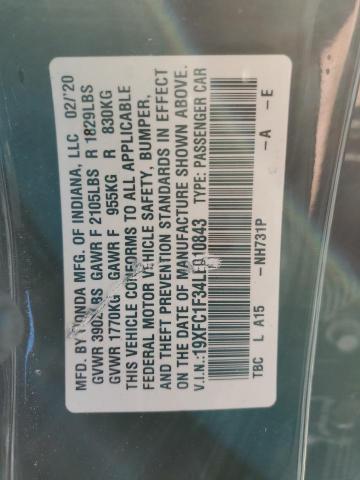 MFD. BY HONDA MFG. OF INDIANA, LLC 02/'20
GVWR 3902LBS GAWR F 2105LBS R 1829LBS
GVWR 1770KG GAWR F 955KG R 830KG
THIS VEHICLE CONFORMS TO ALL APPLICABLE
FEDERAL MOTOR VEHICLE SAFETY, BUMPER,
AND THEFT PREVENTION STANDARDS IN EFFECT
ON THE DATE OF MANUFACTURE SHOWN ABOVE.
V.I.N.:19XFC1F34LE010843 TYPE: PASSENGER CAR
TBC L A15 -NH731P -A -E